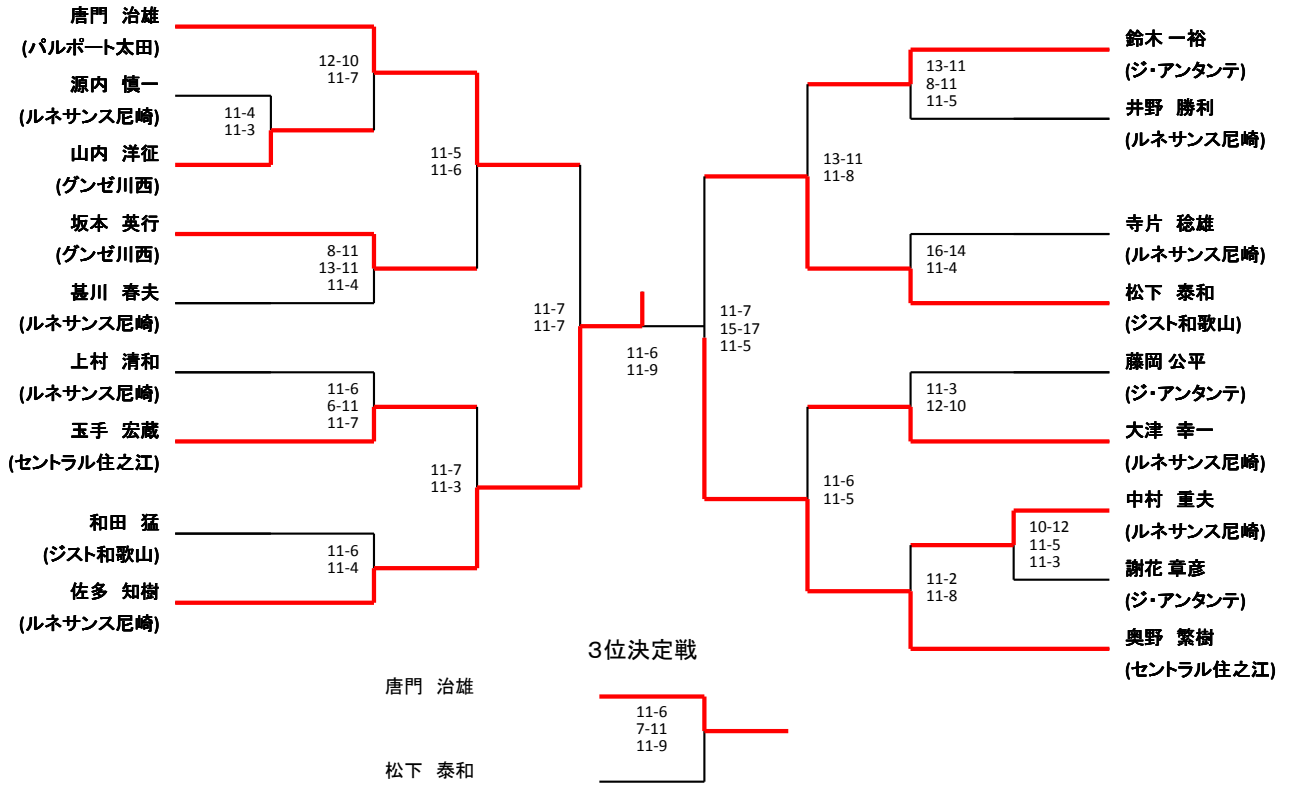 唐門　治雄
(パルポート太田)
源内　慎一
(ルネサンス尼崎)
山内　洋征
(グンゼ川西)
坂本　英行
(グンゼ川西)
甚川　春夫
(ルネサンス尼崎)
上村　清和
(ルネサンス尼崎)
玉手　宏蔵
(セントラル住之江)
和田　猛
(ジスト和歌山)
佐多　知樹
(ルネサンス尼崎)
12-10
11-7
11-4
11-3
8-11
13-11
11-4
11-6
6-11
11-7
11-6
11-4
11-5
11-6
11-7
11-3
11-7
11-7
11-6
11-9
11-7
15-17
11-5
13-11
11-8
11-6
11-5
13-11
8-11
11-5
16-14
11-4
11-3
12-10
11-2
11-8
10-12
11-5
11-3
鈴木 一裕
(ジ・アンタンテ)
井野　勝利
(ルネサンス尼崎)
寺片　稔雄
(ルネサンス尼崎)
松下　泰和
(ジスト和歌山)
藤岡 公平
(ジ・アンタンテ)
大津　幸一
(ルネサンス尼崎)
中村　重夫
(ルネサンス尼崎)
謝花 章彦
(ジ・アンタンテ)
奥野　繁樹
(セントラル住之江)
3位決定戦
唐門　治雄
11-6
7-11
11-9
松下　泰和